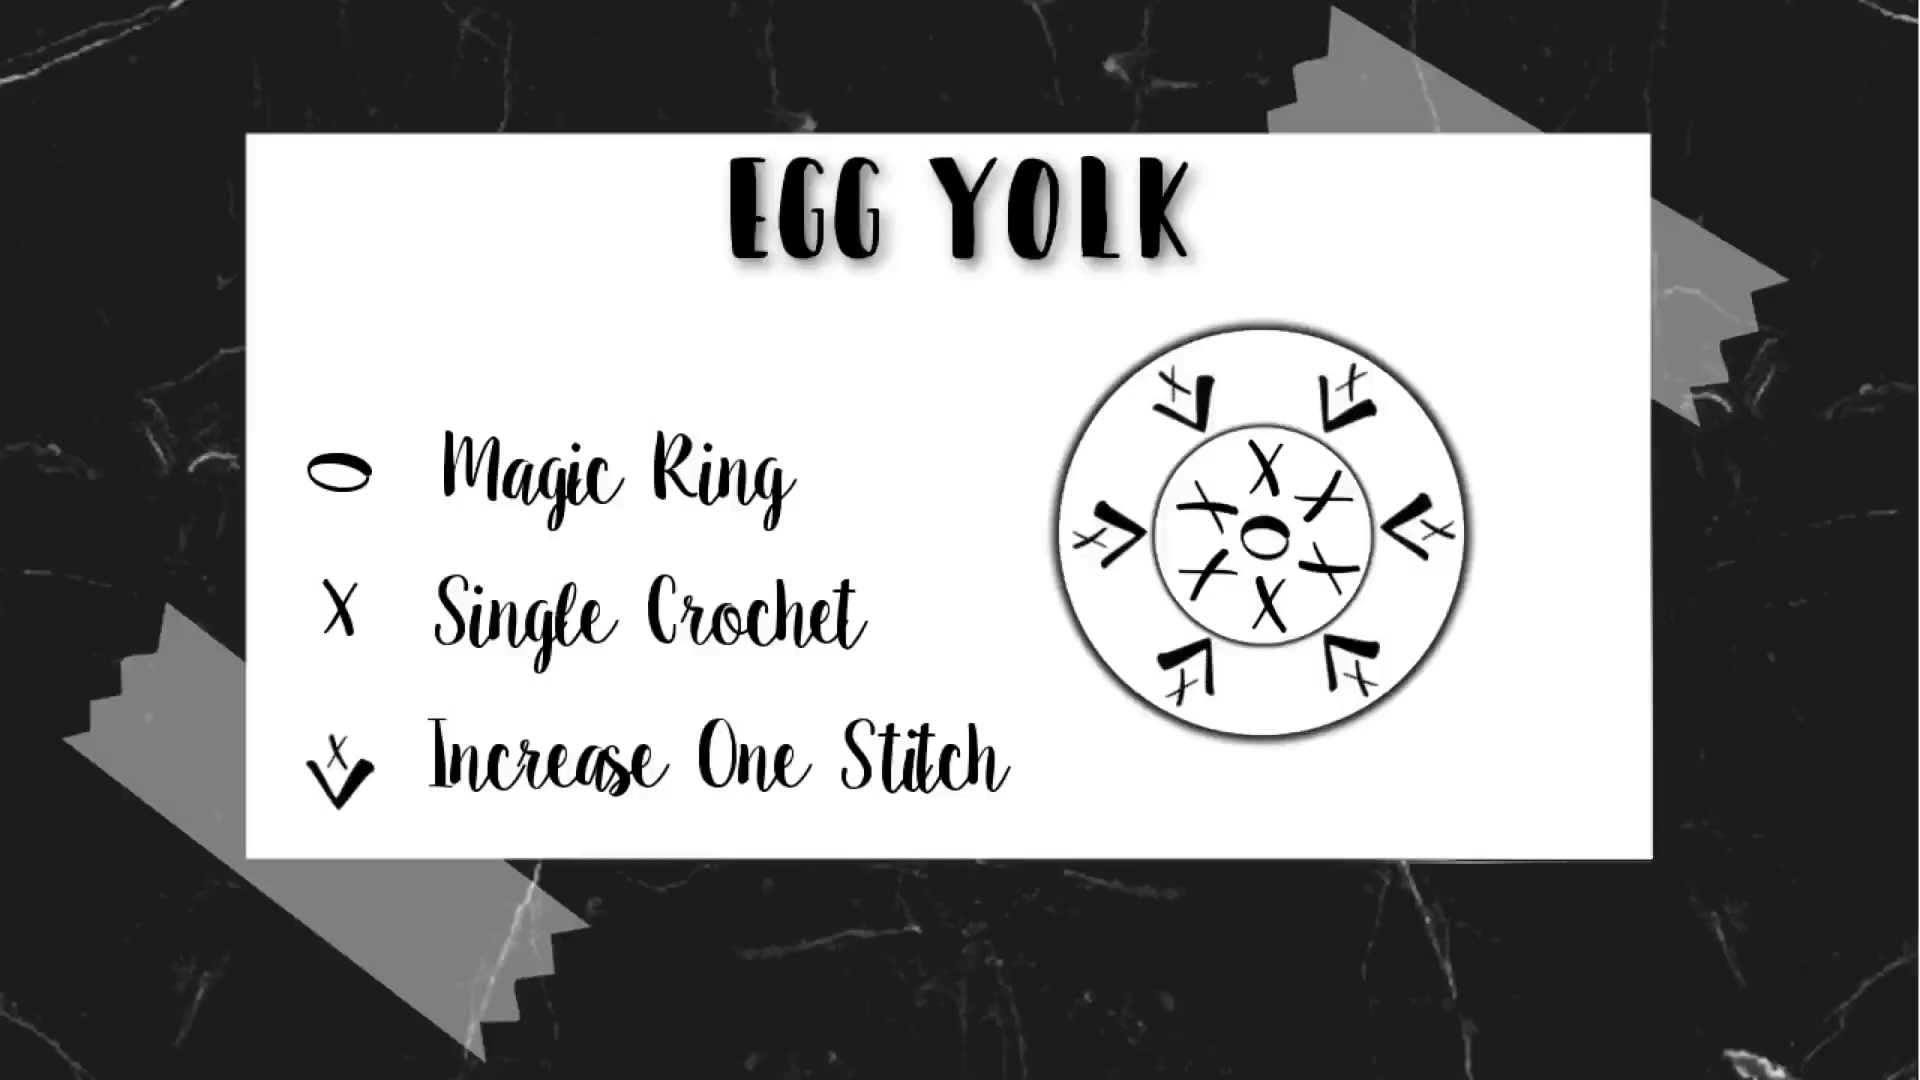 EGG YOLK
Magic Ring
X Single Crochet
Increase One Stitch